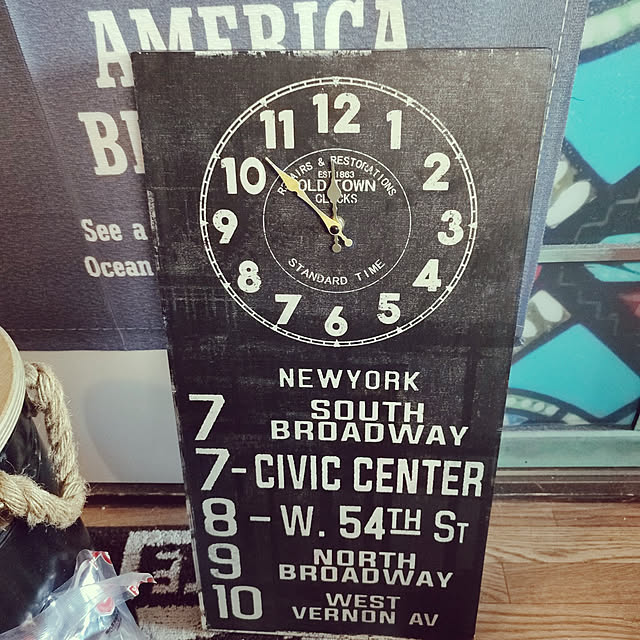 AMERICA
See a
Ocean
12
1
2
3
4
5
6
7
8
9
10
11
REPAIRS & RESTORATIONS
EST 1863
OLD TOWN
CLOCKS
STANDARD TIME
NEWYORK
7 SOUTH
BROADWAY
7-CIVIC CENTER
8-W. 54TH ST
9 NORTH
BROADWAY
10 WEST
VERNON AV